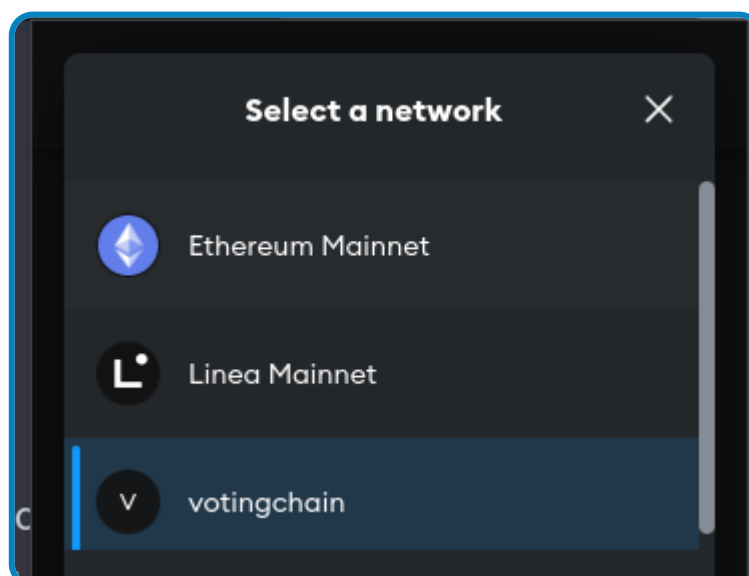 Select a network
Ethereum Mainnet
Linea Mainnet
V votingchain